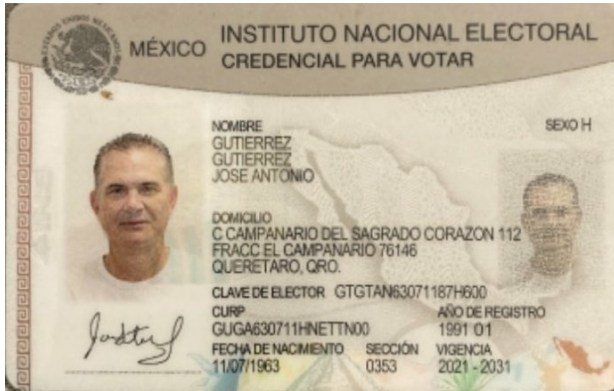 MÉXICO
INSTITUTO NACIONAL ELECTORAL
CREDENCIAL PARA VOTAR
NOMBRE
SEXO H
GUTIERREZ
GUTIERREZ
JOSE ANTONIO
DOMICILIO
C CAMPANARIO DEL SAGRADO CORAZON 112
FRACC EL CAMPANARIO 76146
QUERETARO, QRO.
CLAVE DE ELECTOR GTGTAN63071187H600
CURP AÑO DE REGISTRO
GUGA630711HNETTN00 1991 01
FECHA DE NACIMIENTO SECCIÓN VIGENCIA
11/07/1963 0353 2021 - 2031